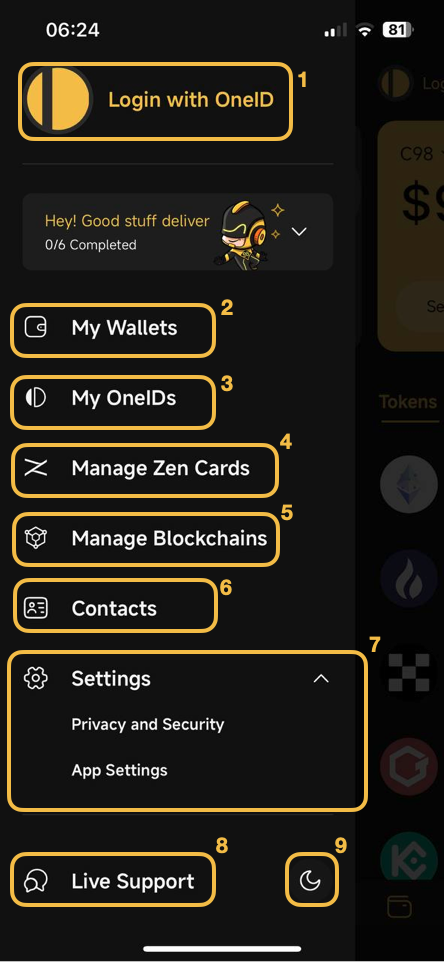 06:24
81
Login with OneID
1
Log
C98
$9
Hey! Good stuff deliver
0/6 Completed
Se
My Wallets
2
My OneIDs
3
Tokens
Manage Zen Cards
4
Manage Blockchains
5
Contacts
6
Settings
7
Privacy and Security
App Settings
Live Support
8
9